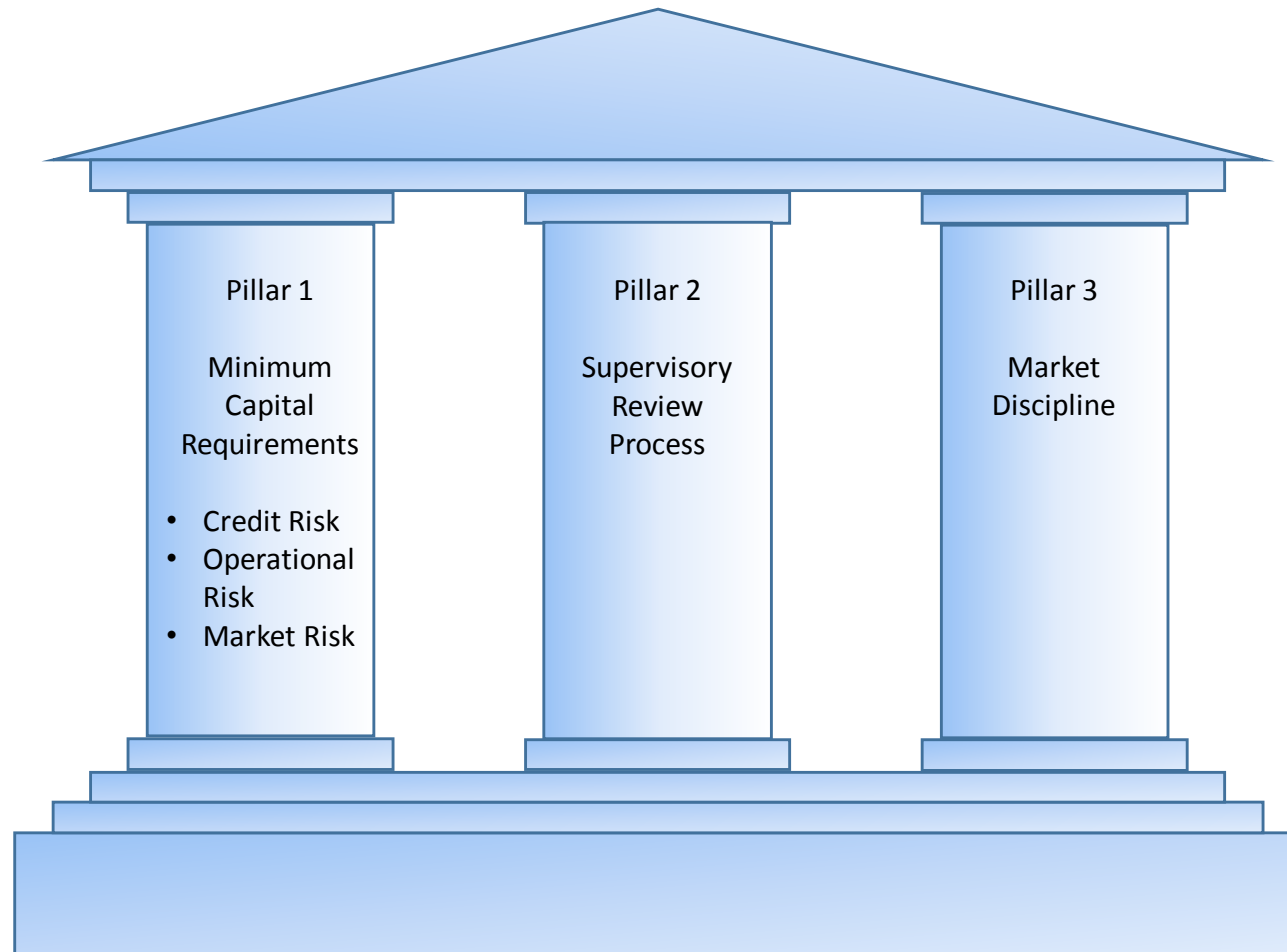 Pillar 1
Minimum
Capital
Requirements
• Credit Risk
• Operational
Risk
• Market Risk
Pillar 2
Supervisory
Review
Process
Pillar 3
Market
Discipline